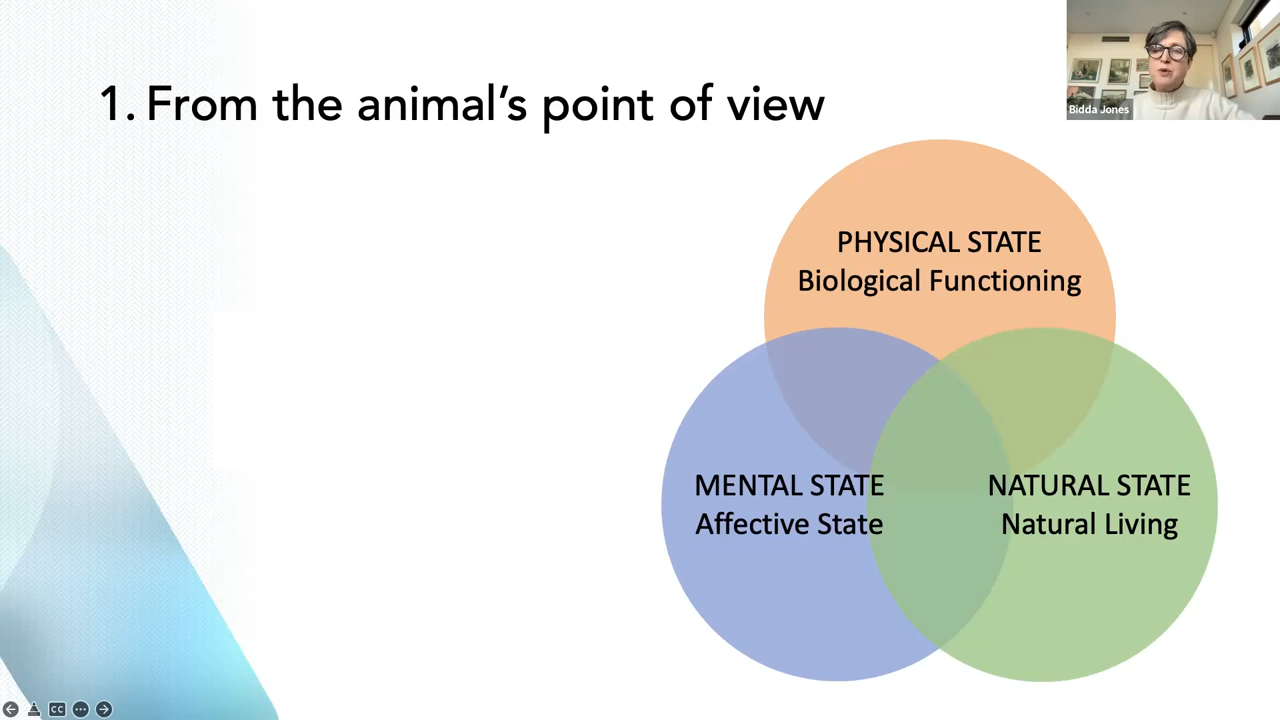 1. From the animal's point of view
Bidda Jones
PHYSICAL STATE
Biological Functioning
MENTAL STATE
Affective State
NATURAL STATE
Natural Living
CC